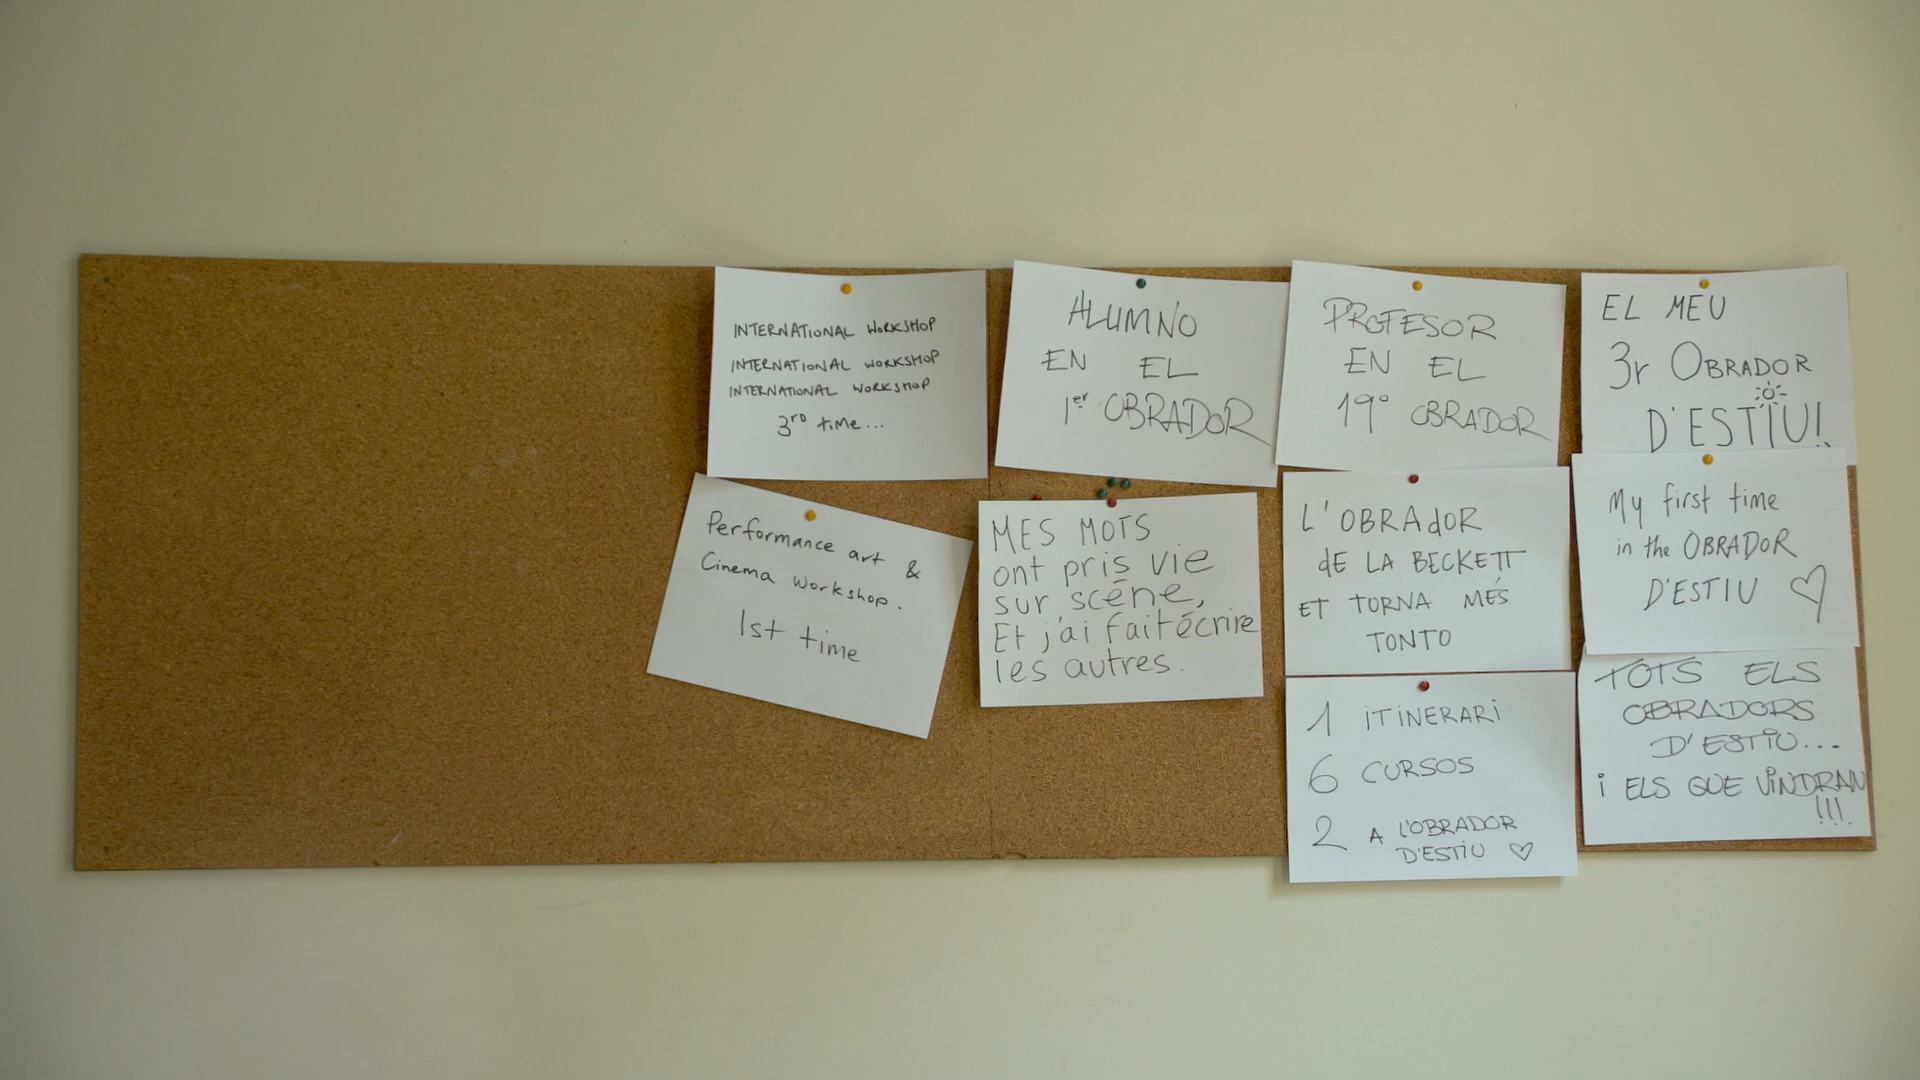 INTERNATIONAL WORKSHOP
INTERNATIONAL WORKSHOP
INTERNATIONAL WORKSHOP
3rd time...
ALUMNO
EN EL
1er OBRADOR
PROFESOR
EN EL
19º OBRADOR
EL MEU
3r OBRADOR
D'ESTIU!
Performance art &
Cinema workshop.
1st time
MES MOTS
ont pris vie
sur scène,
Et j'ai fait écrire
les autres.
L'OBRAdOR
dE LA BECKETT
ET TORNA MÉS
TONTO
My first time
in the OBRADOR
D'ESTIU ♡
1 ITINERARI
6 CURSOS
2 A L'OBRADOR
D'ESTIU ♡
TOTS ELS
OBRADORS
D'ESTIU...
i ELS QUE VINDRAN
!!!